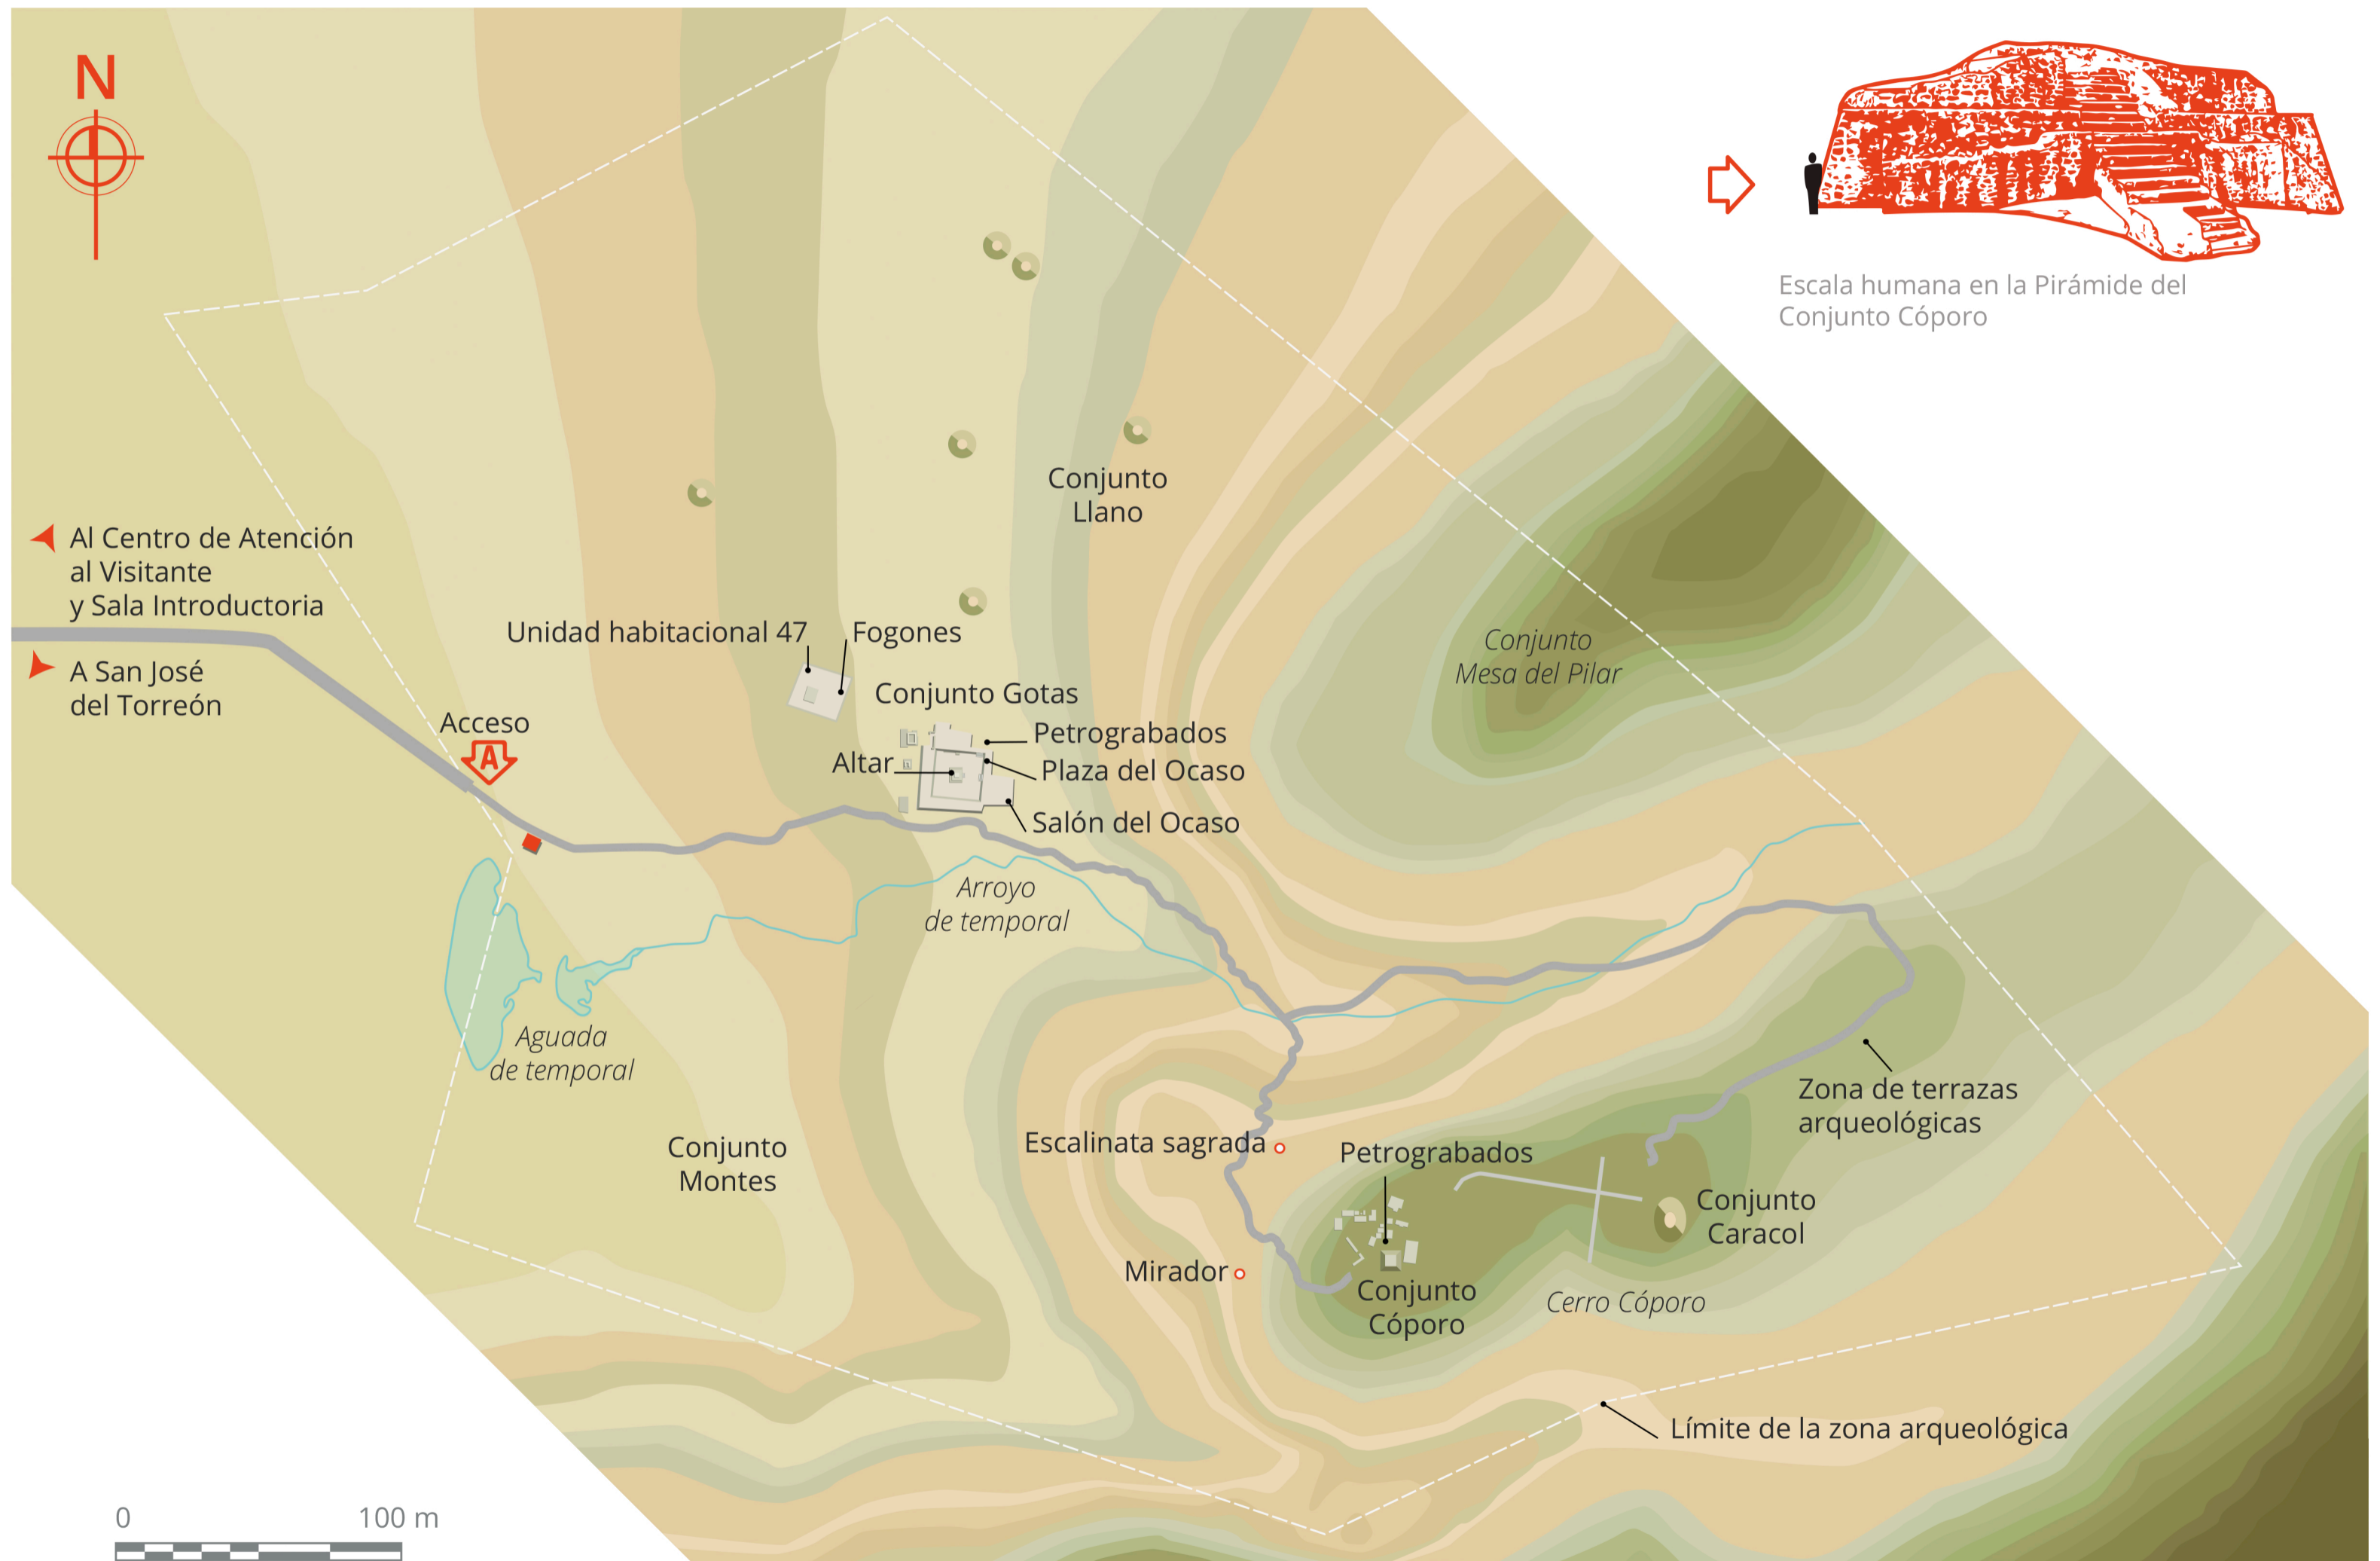 N
Escala humana en la Pirámide del
Conjunto Cóporo
Conjunto
Llano
Al Centro de Atención
al Visitante
y Sala Introductoria
A San José
del Torreón
Unidad habitacional 47
Fogones
Conjunto
Mesa del Pilar
Conjunto Gotas
Acceso
A
Petrograbados
Altar
Plaza del Ocaso
Salón del Ocaso
Arroyo
de temporal
Aguada
de temporal
Zona de terrazas
arqueológicas
Conjunto
Montes
Escalinata sagrada
Petrograbados
Conjunto
Caracol
Mirador
Conjunto
Cóporo
Cerro Cóporo
Límite de la zona arqueológica
0 100 m